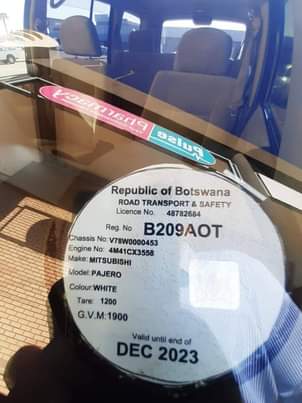 Pulse Pharmacy
Republic of Botswana
ROAD TRANSPORT & SAFETY
Licence No. 48782684
Reg. No B209AOT
Chassis No: V78W0000453
Engine No: 4M41CX3558
Make: MITSUBISHI
Model: PAJERO
Colour: WHITE
Tare: 1200
G.V.M: 1900
Valid until end of
DEC 2023